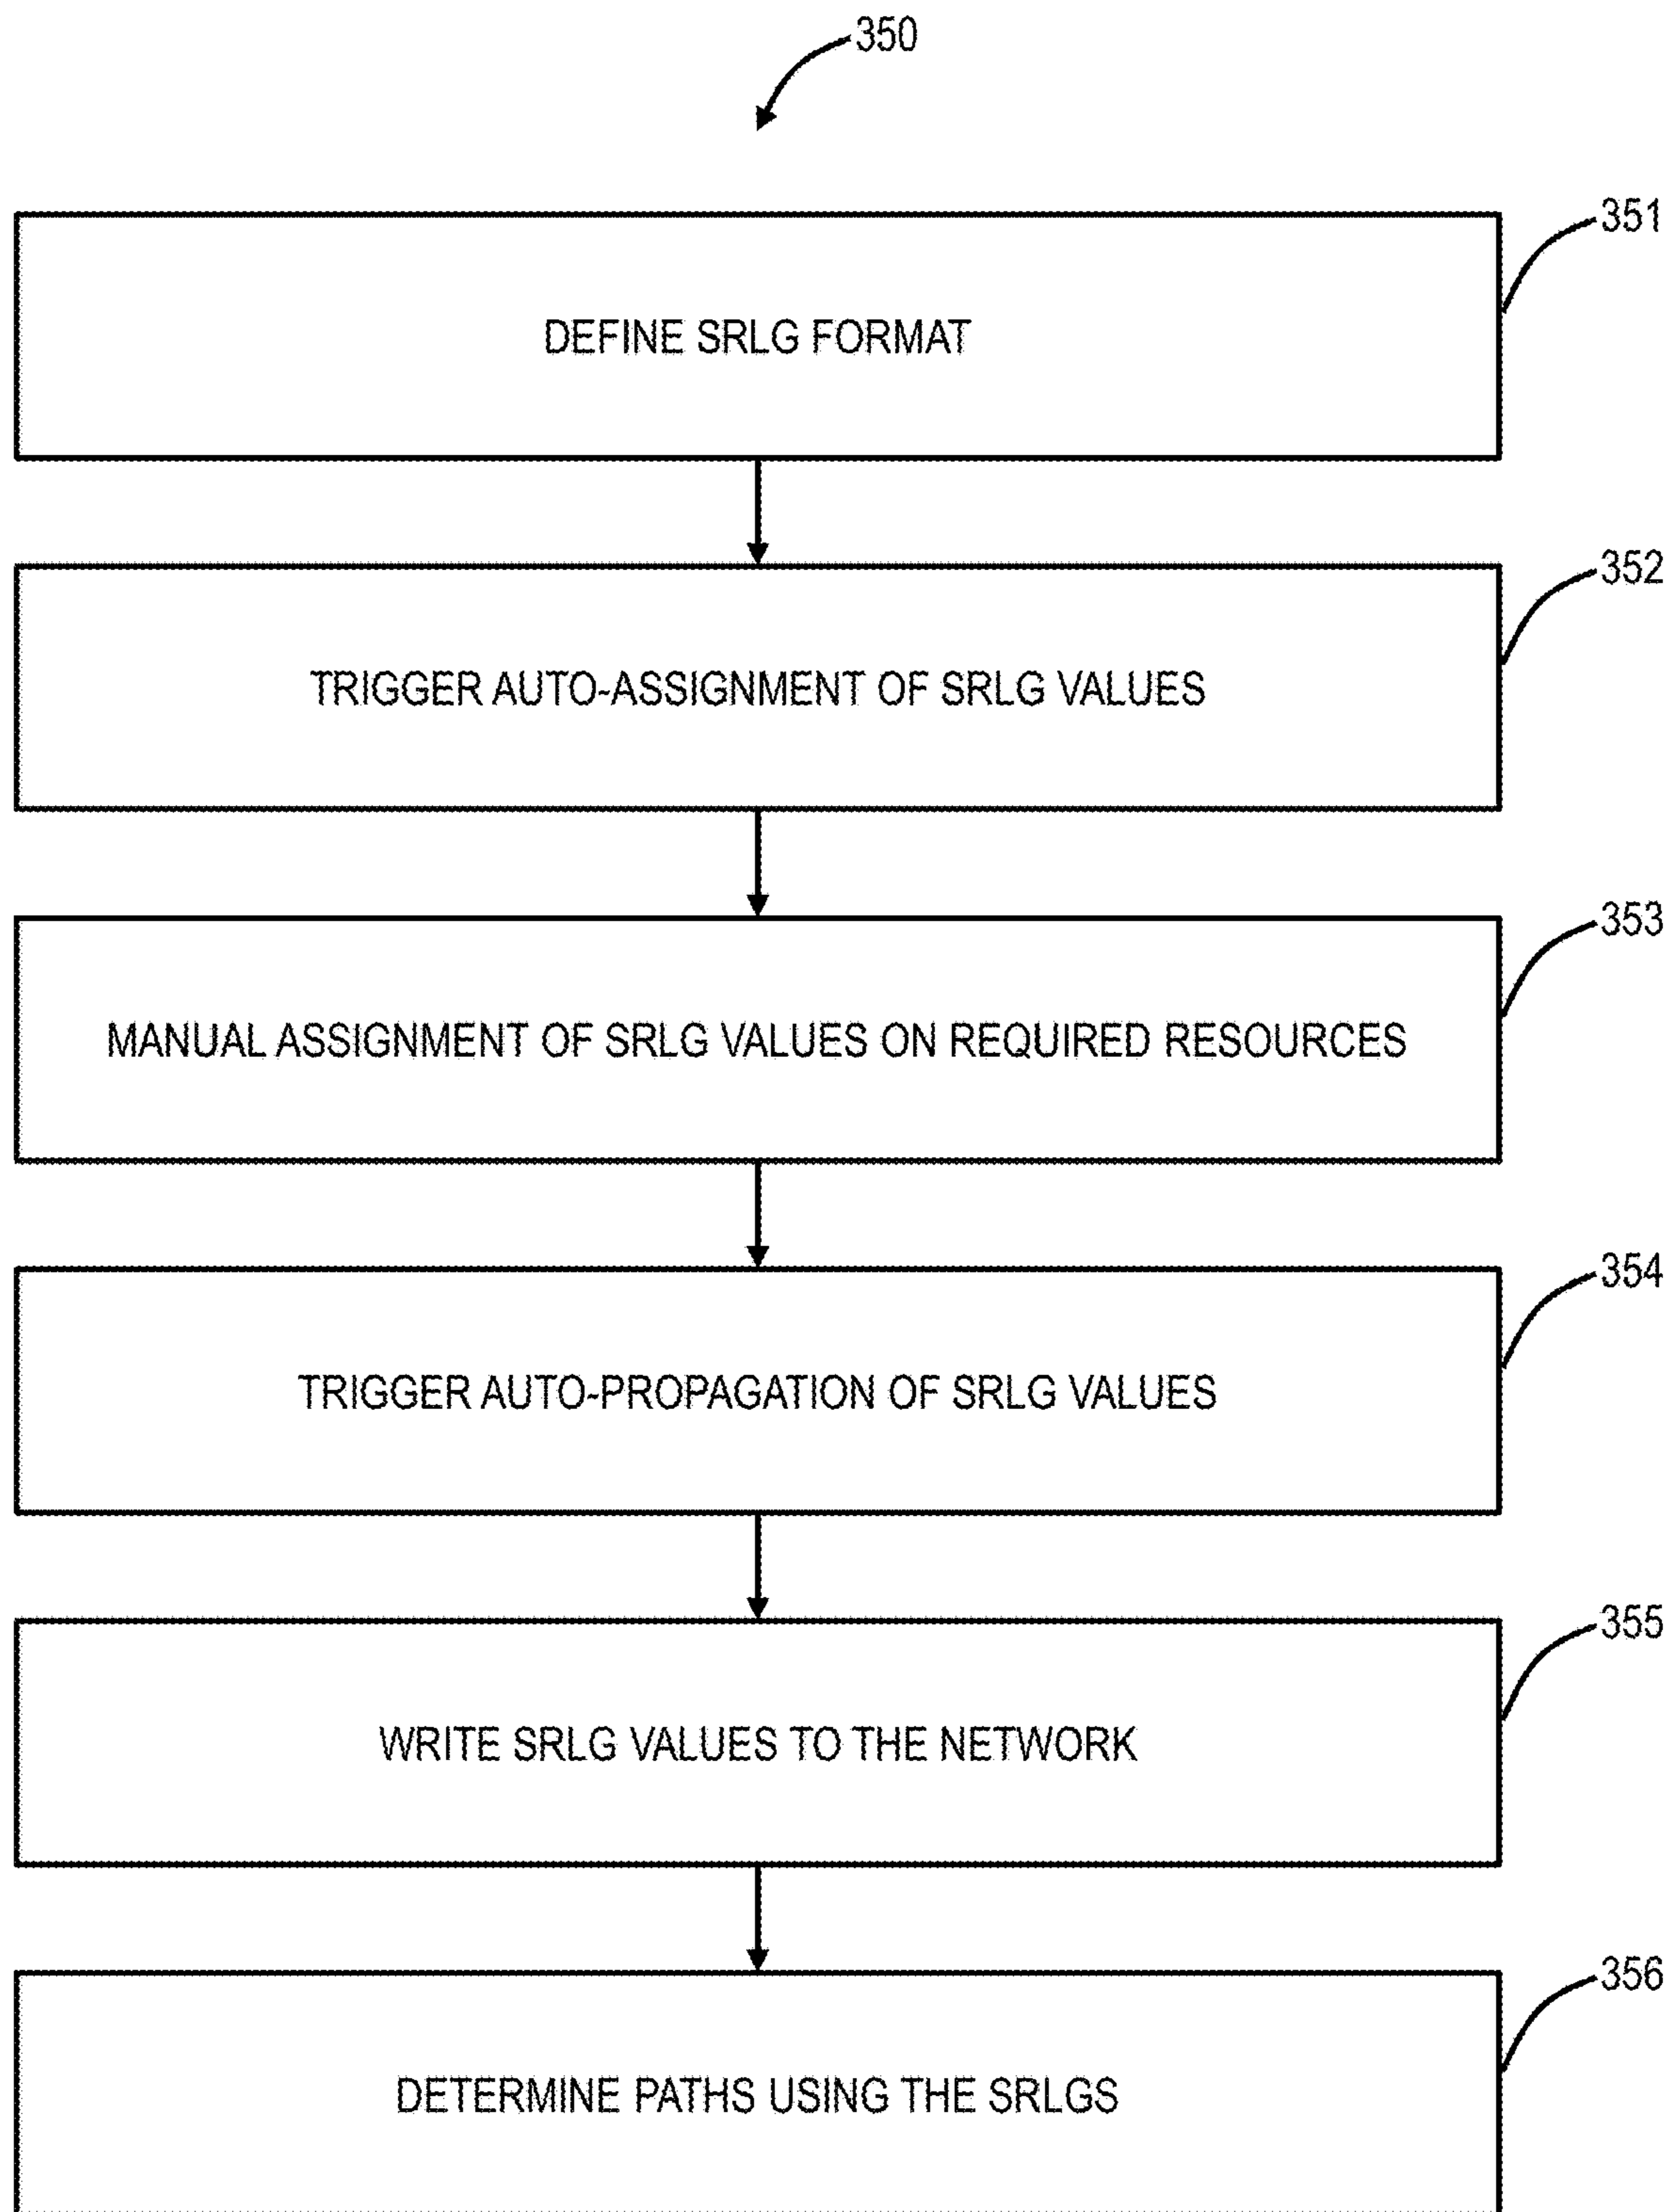 350
351
DEFINE SRLG FORMAT
352
TRIGGER AUTO-ASSIGNMENT OF SRLG VALUES
353
MANUAL ASSIGNMENT OF SRLG VALUES ON REQUIRED RESOURCES
354
TRIGGER AUTO-PROPAGATION OF SRLG VALUES
355
WRITE SRLG VALUES TO THE NETWORK
356
DETERMINE PATHS USING THE SRLGS